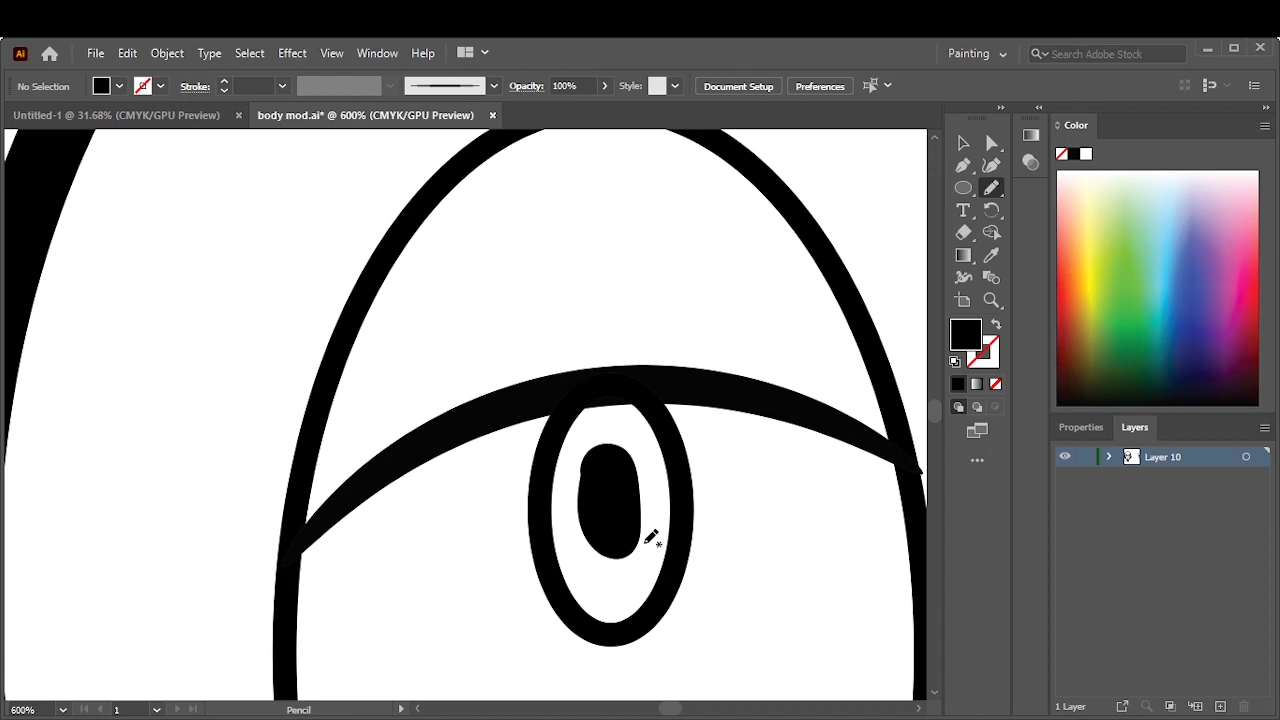 Ai File Edit Object Type Select Effect View Window Help Painting Search Adobe Stock
No Selection Stroke: Opacity: 100% Style: Document Setup Preferences
Untitled-1 @ 31.68% (CMYK/GPU Preview) body mod.ai* @ 600% (CMYK/GPU Preview)
Color
Properties Layers
Layer 10
600% 1 Pencil 1 Layer